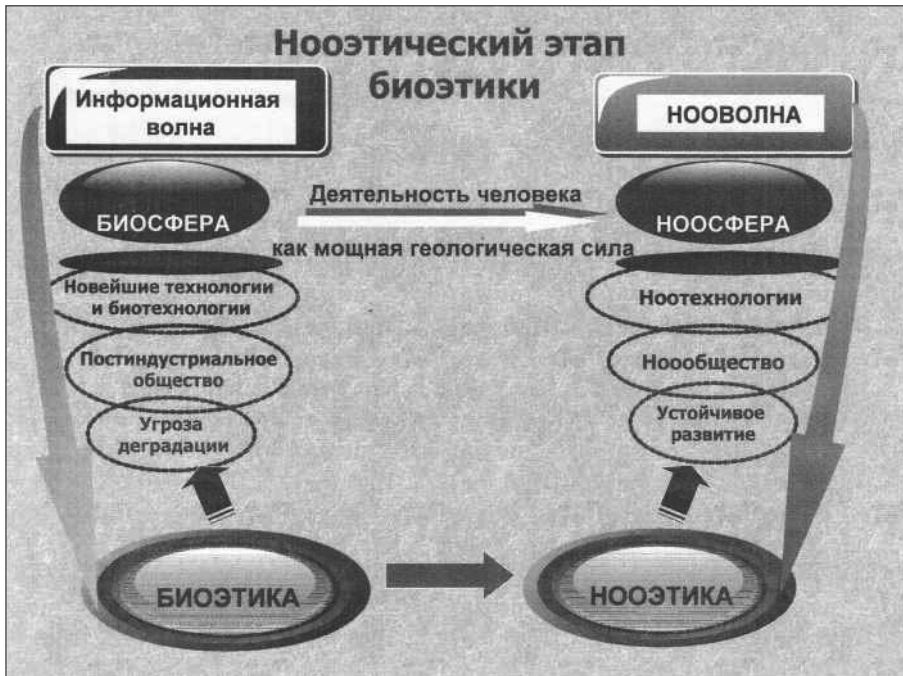 Нооэтический этап
биоэтики
Информационная
волна
НООВОЛНА
БИОСФЕРА
Деятельность человека
как мощная геологическая сила
НООСФЕРА
Новейшие технологии
и биотехнологии
Постиндустриальное
общество
Угроза
деградации
Ноотехнологии
Ноообщество
Устойчивое
развитие
БИОЭТИКА
НООЭТИКА